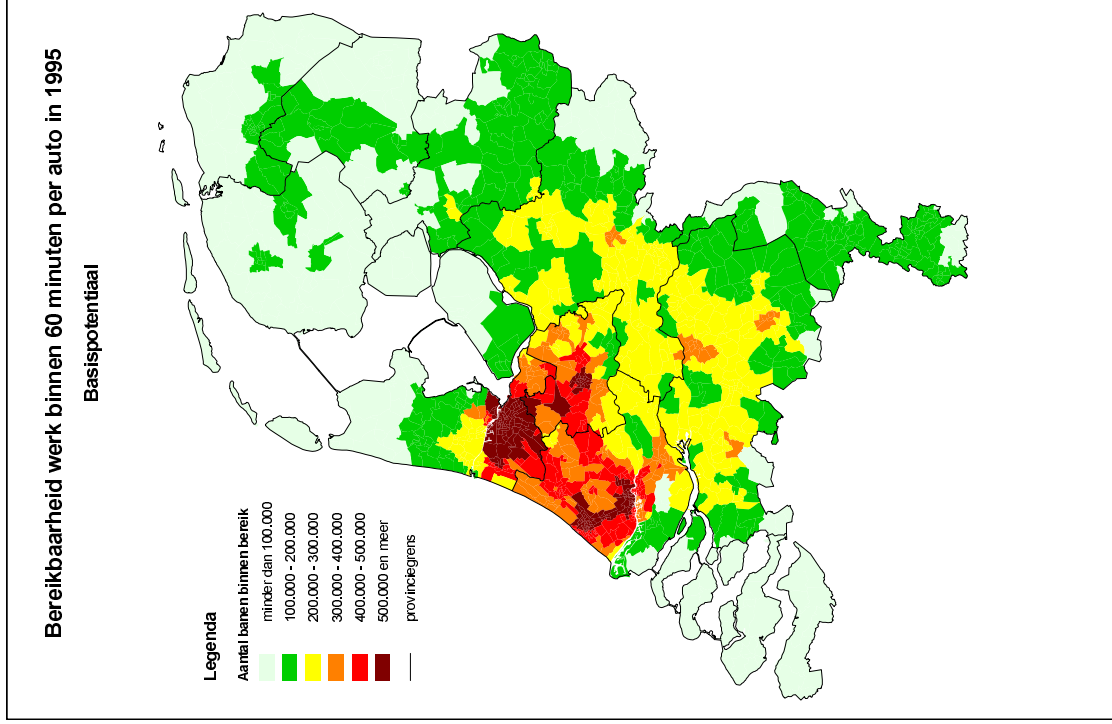 Bereikbaarheid werk binnen 60 minuten per auto in 1995
Basispotentiaal
Legenda
Aantal banen binnen bereik
minder dan 100.000
100.000 - 200.000
200.000 - 300.000
300.000 - 400.000
400.000 - 500.000
500.000 en meer
provinciegrens